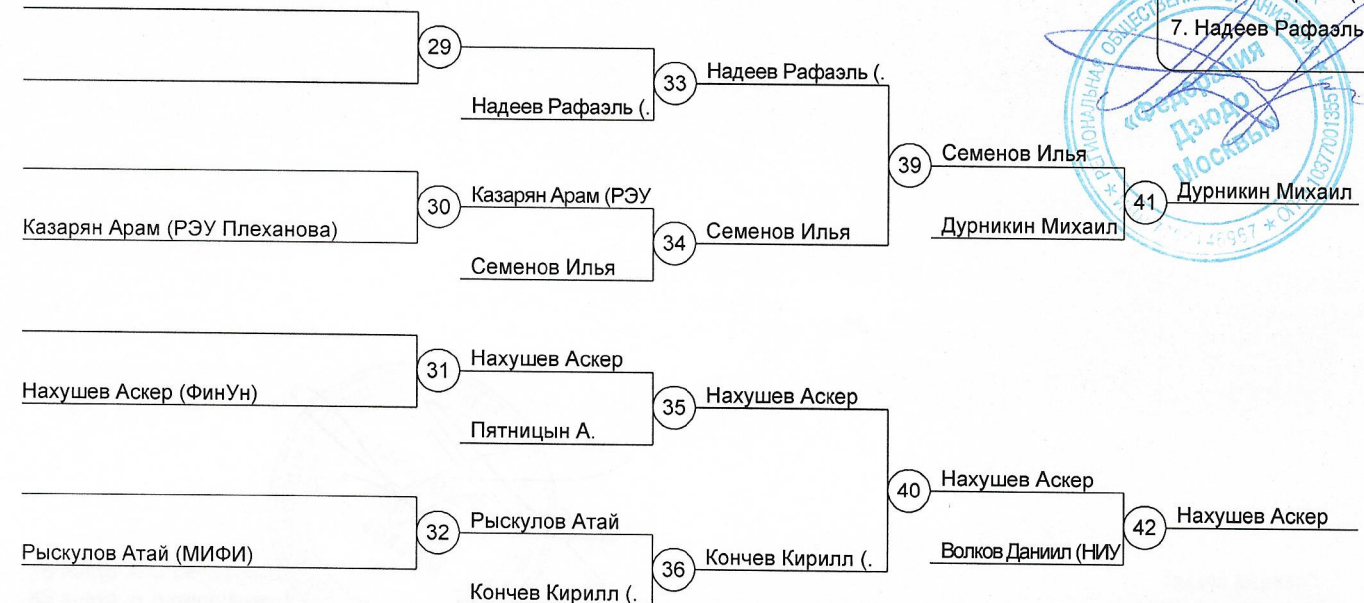 29
7. Надеев Рафаэль
33
Надеев Рафаэль (.
Надеев Рафаэль (.
РЕГИОНАЛЬНАЯ ОБЩЕСТВЕННАЯ ОРГАНИЗАЦИЯ
«Федерация
Дзюдо
Москвы»
39
Семенов Илья
30
Казарян Арам (РЭУ
Казарян Арам (РЭУ Плеханова)
34
Семенов Илья
Дурникин Михаил
41
Дурникин Михаил
Семенов Илья
31
Нахушев Аскер
Нахушев Аскер (ФинУн)
35
Нахушев Аскер
Пятницын А.
40
Нахушев Аскер
32
Рыскулов Атай
42
Нахушев Аскер
Рыскулов Атай (МИФИ)
36
Кончев Кирилл (.
Волков Даниил (НИУ
Кончев Кирилл (.